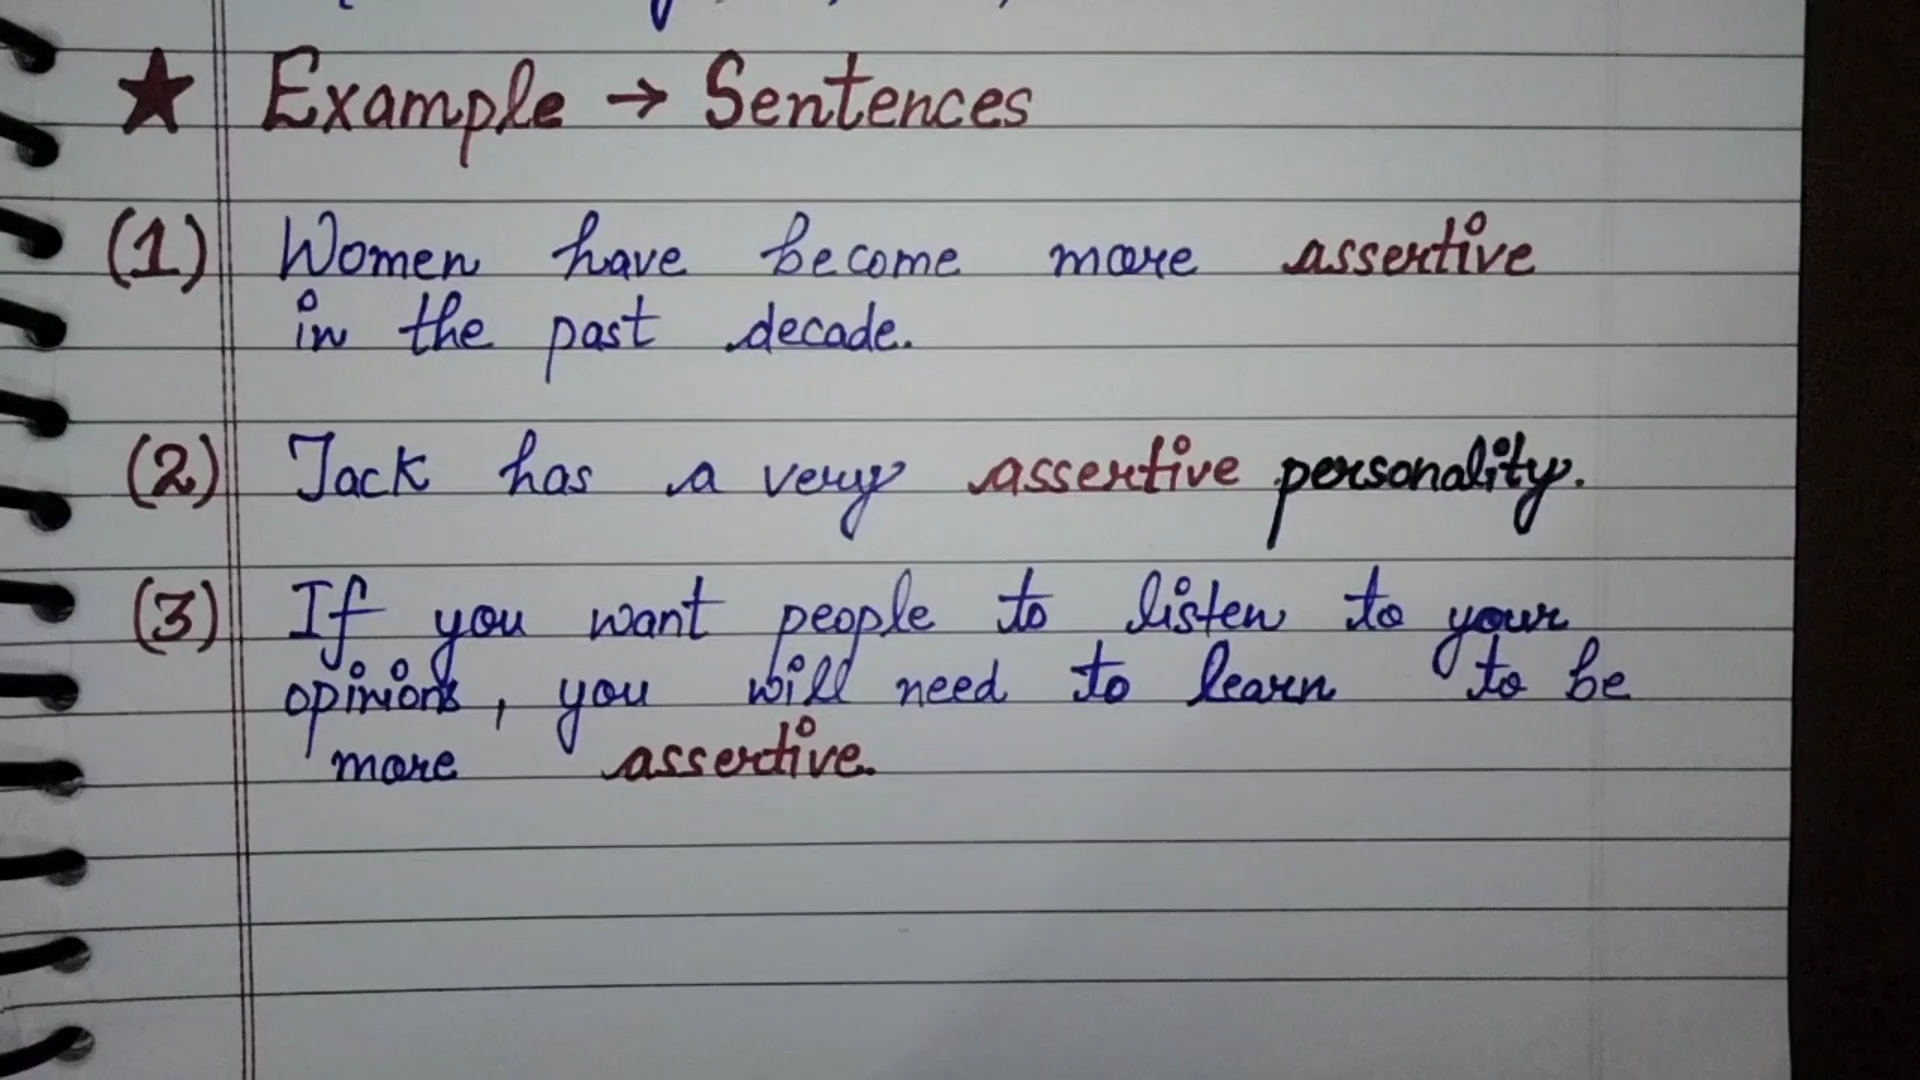 ★ Example → Sentences
(1) Women have become more assertive
in the past decade.
(2) Jack has a very assertive personality.
(3) If you want people to listen to your
opinions, you will need to learn to be
more assertive.